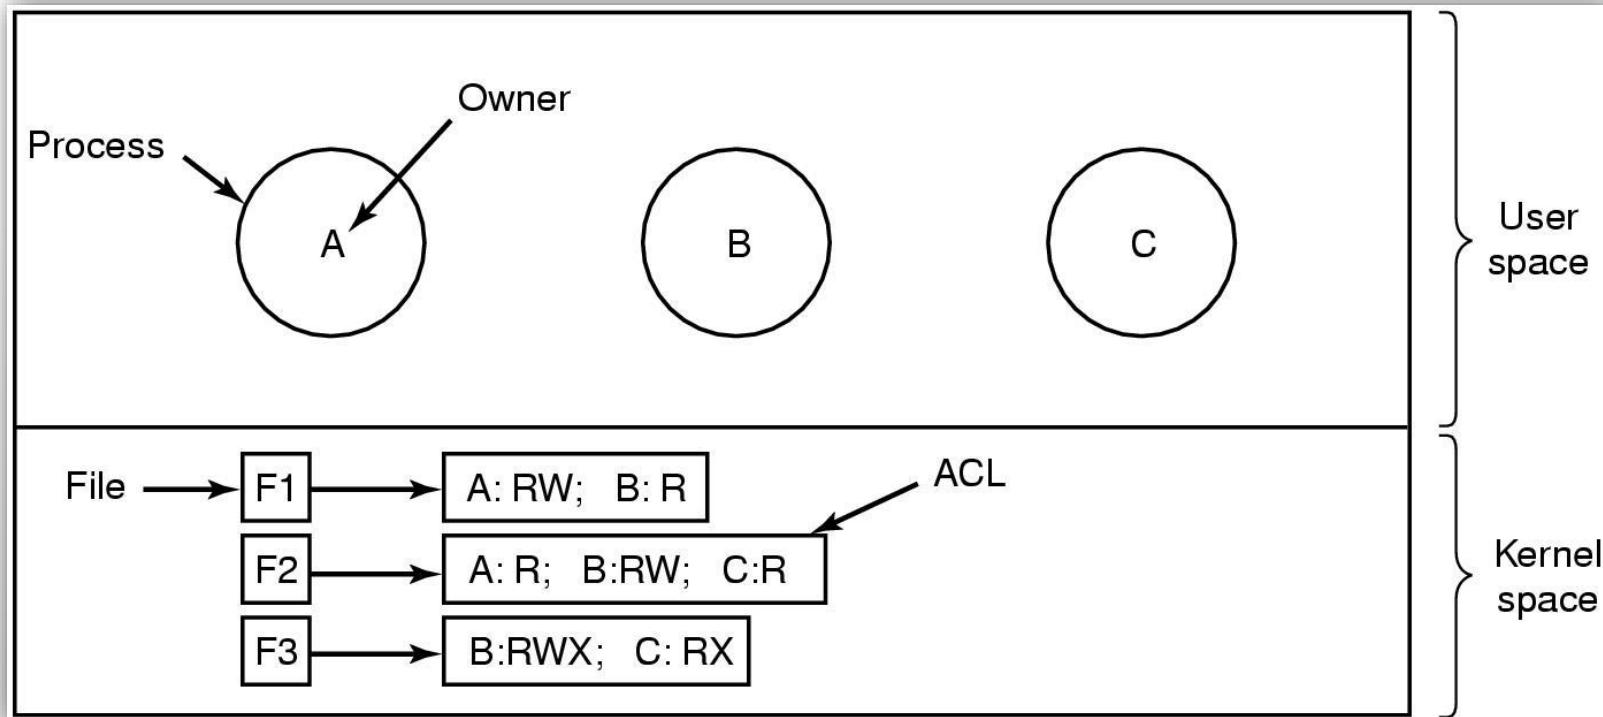 Owner
Process
A
B
C
User
space
File
F1
A: RW;   B: R
ACL
F2
A: R;   B:RW;   C:R
F3
B:RWX;   C: RX
Kernel
space